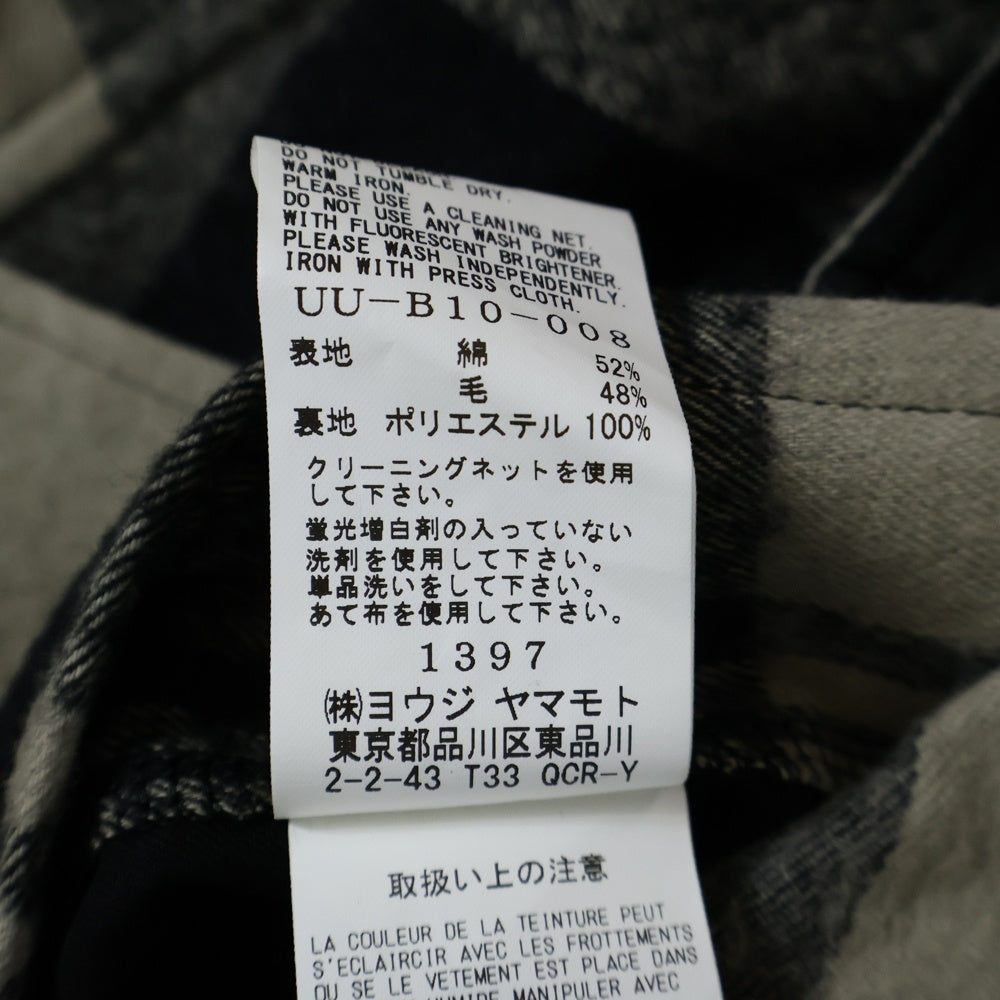 DO NOT TUMBLE DRY.
WARM IRON.
PLEASE USE A CLEANING NET.
DO NOT USE ANY WASH POWDER
WITH FLUORESCENT BRIGHTENER.
PLEASE WASH INDEPENDENTLY.
IRON WITH PRESS CLOTH.
UU-B10-008
表地 綿 52%
毛 48%
裏地 ポリエステル 100%
クリーニングネットを使用
して下さい。
蛍光増白剤の入っていない
洗剤を使用して下さい。
単品洗いをして下さい。
あて布を使用して下さい。
1397
㈱ヨウジ ヤマモト
東京都品川区東品川
2-2-43 T33 QCR-Y
取扱い上の注意
LA COULEUR DE LA TEINTURE PEUT
S'ECLAIRCIR AVEC LES FROTTEMENTS
OU SE LE VETEMENT EST PLACE DANS
HUMIDE MANIPULER AVEC